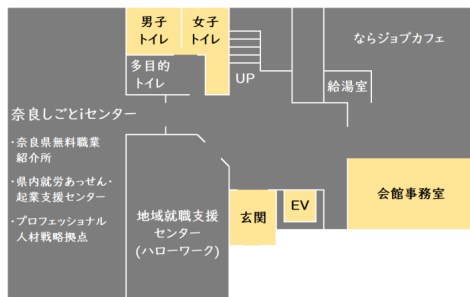 男子
トイレ
女子
トイレ
多目的
トイレ
UP
ならジョブカフェ
給湯室
奈良しごとiセンター
・奈良県無料職業
紹介所
・県内就労あっせん・
起業支援センター
・プロフェッショナル
人材戦略拠点
地域就職支援
センター
(ハローワーク)
玄関
EV
会館事務室